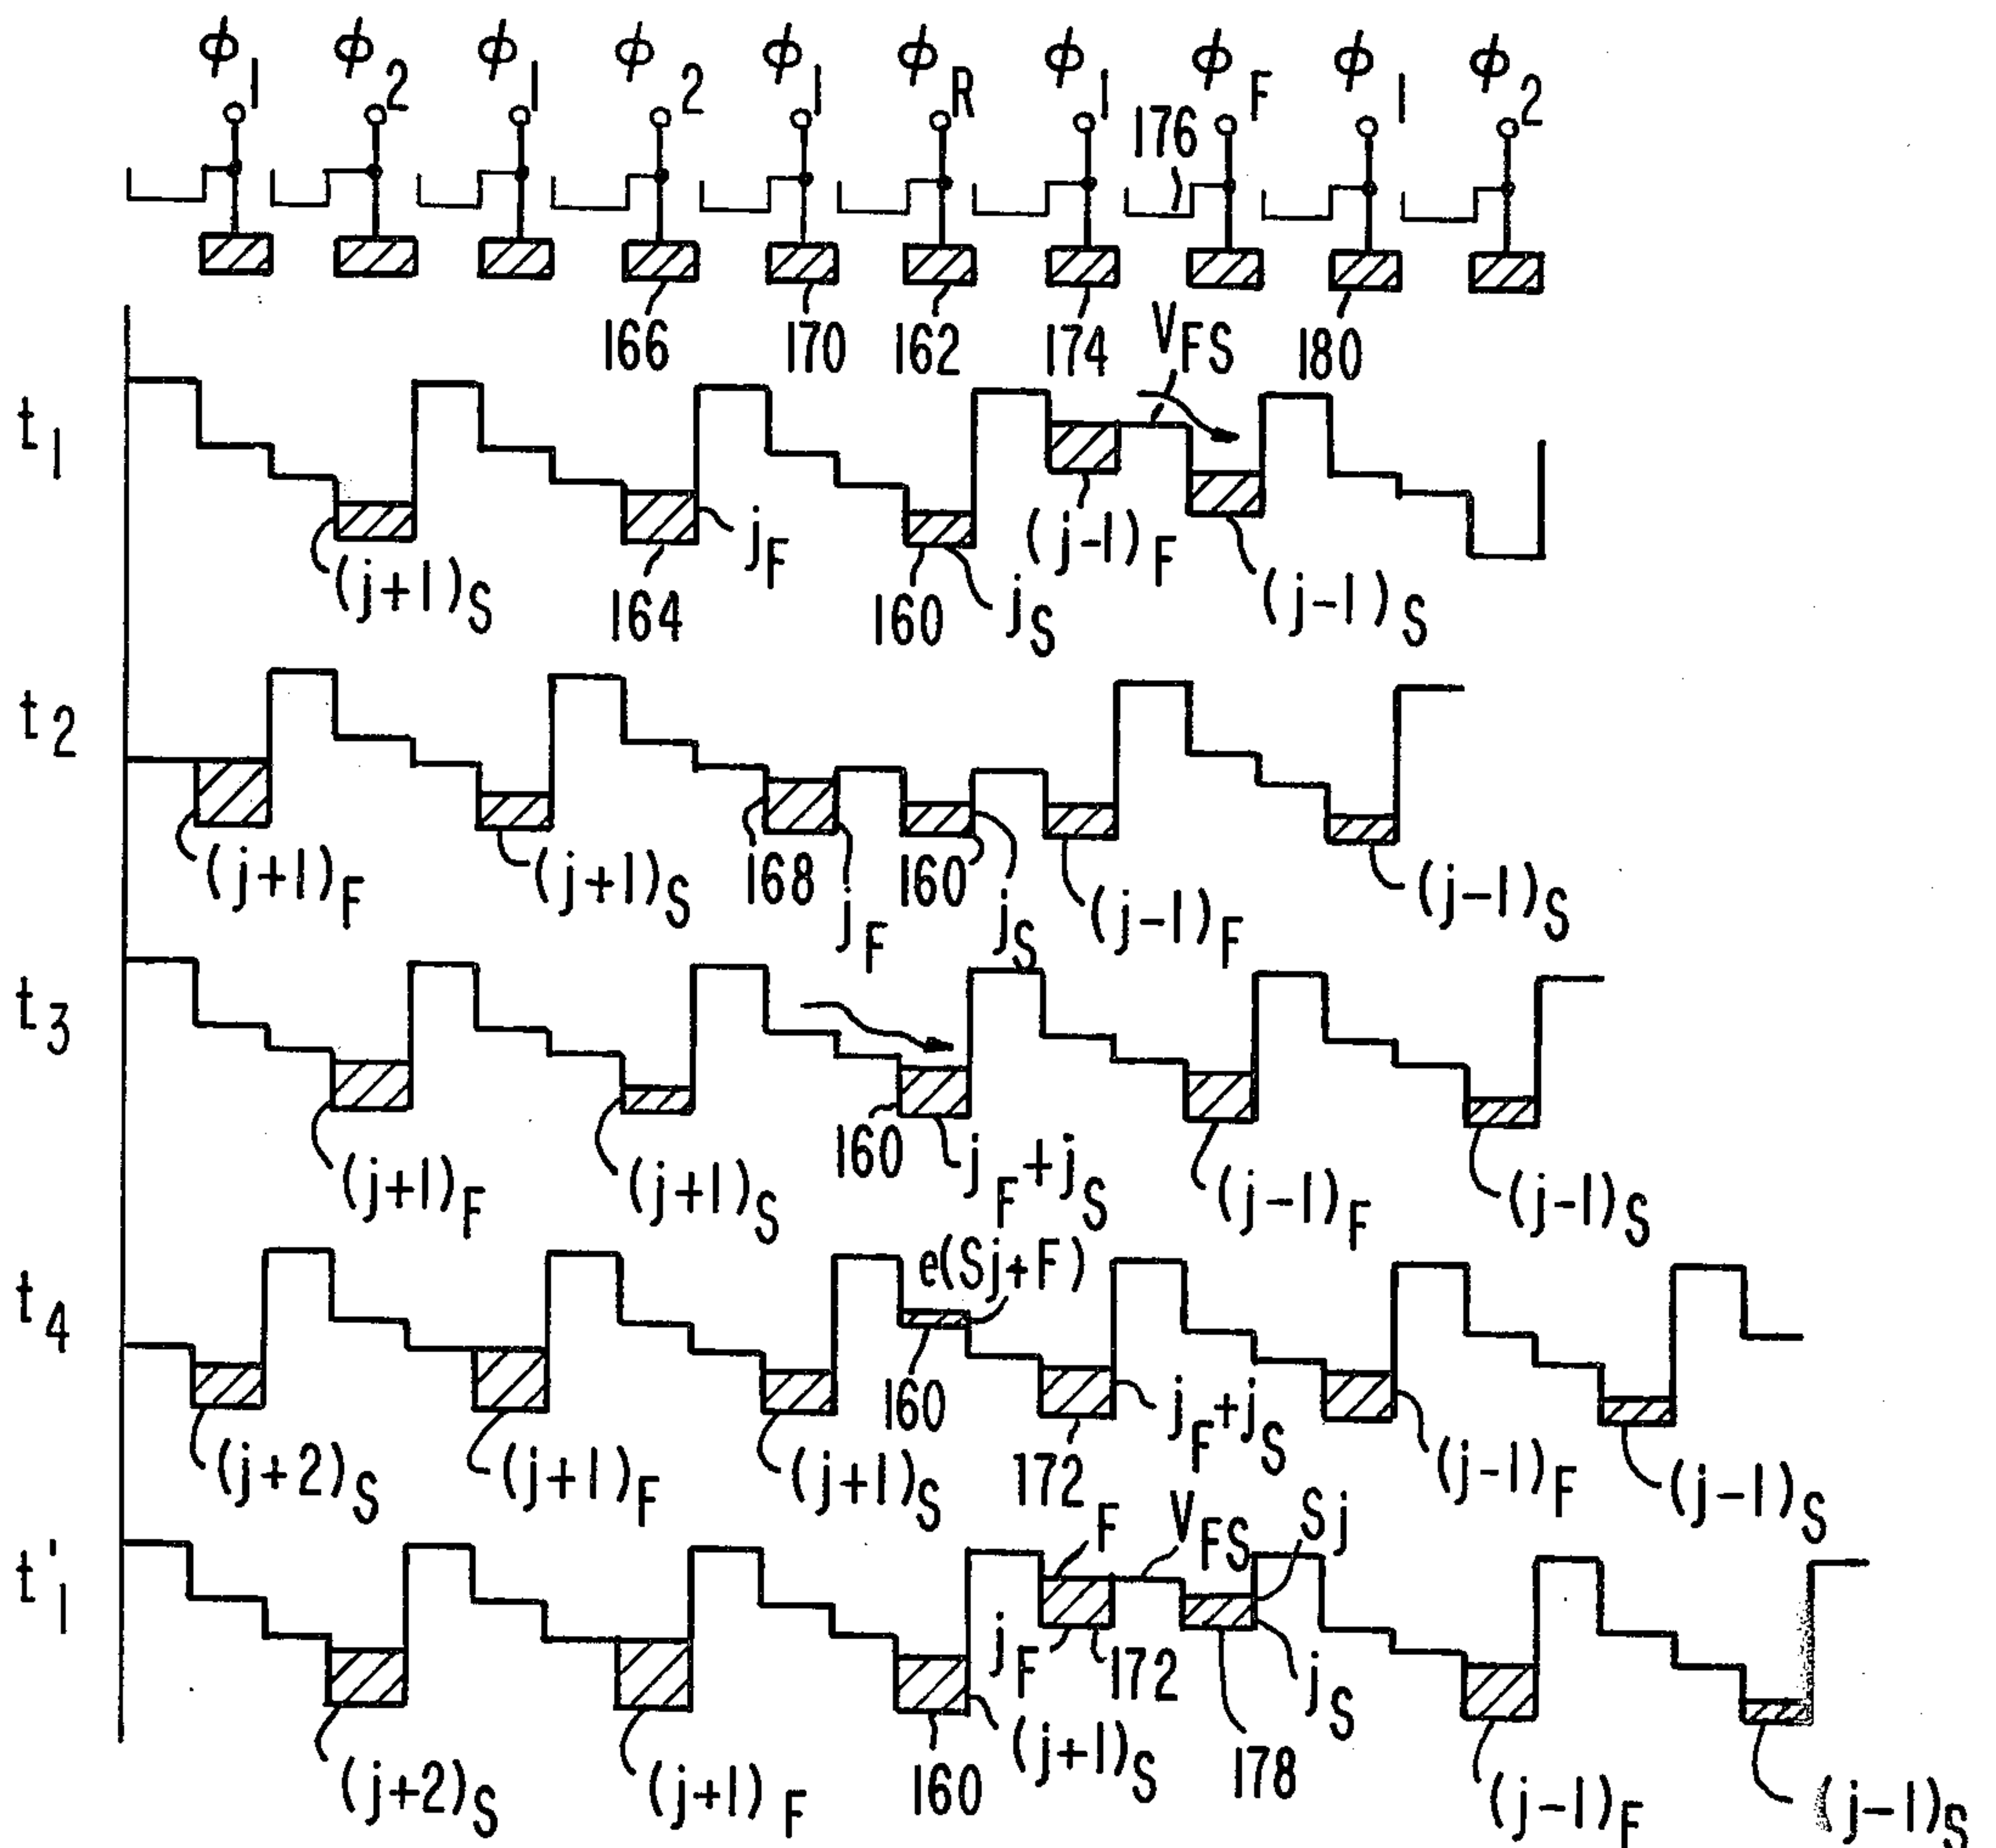 ϕ1 ϕ2 ϕ1 ϕ2 ϕ1 ϕR ϕ1 ϕF ϕ1 ϕ2
176
166 170 162 174 VFS 180
t1
(j+1)S 164 jF 160 jS (j-1)F (j-1)S
t2
(j+1)F (j+1)S 168 jF 160 jS (j-1)F (j-1)S
t3
(j+1)F (j+1)S 160 jF+jS (j-1)F (j-1)S
t4
e(Sj+F)
(j+2)S (j+1)F (j+1)S 160 172 jF+jS (j-1)F (j-1)S
t'1
F VFS Sj
jF 172 jS
(j+2)S (j+1)F 160 (j+1)S 178 (j-1)F (j-1)S